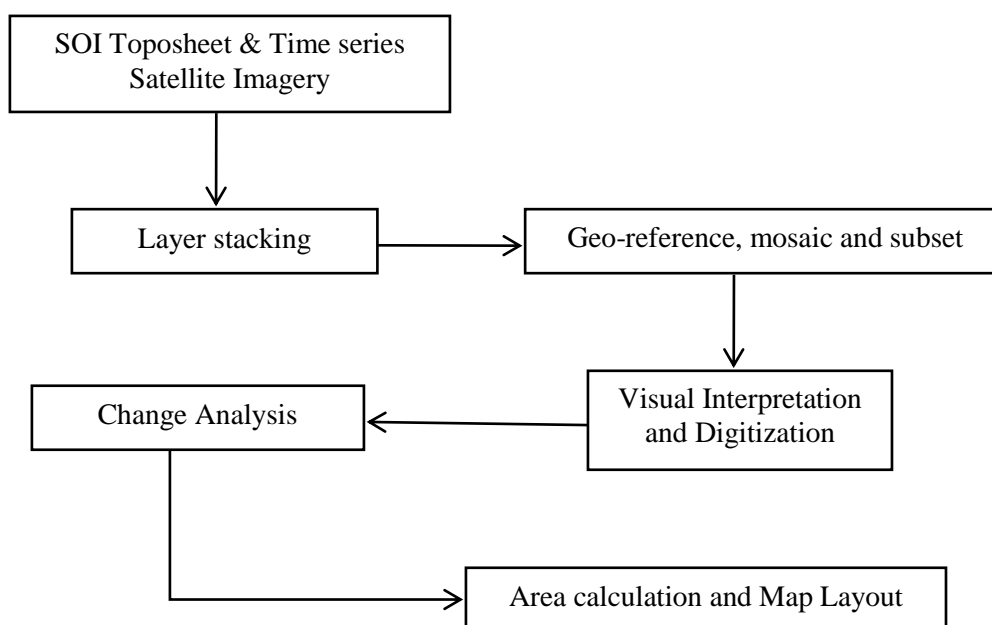 SOI Toposheet & Time series
Satellite Imagery
Layer stacking
Geo-reference, mosaic and subset
Visual Interpretation
and Digitization
Change Analysis
Area calculation and Map Layout